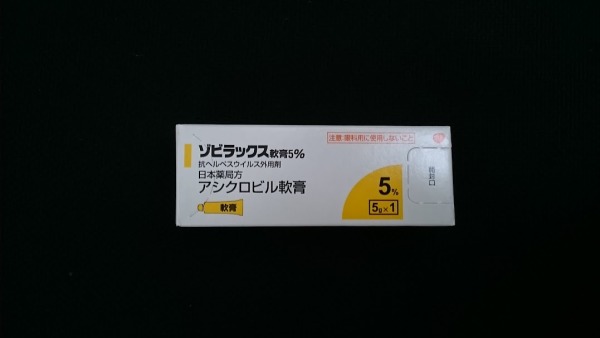 注意:眼科用に使用しないこと
ゾビラックス軟膏5%
抗ヘルペスウイルス外用剤
日本薬局方
アシクロビル軟膏
軟膏
5%
5g×1
開封口